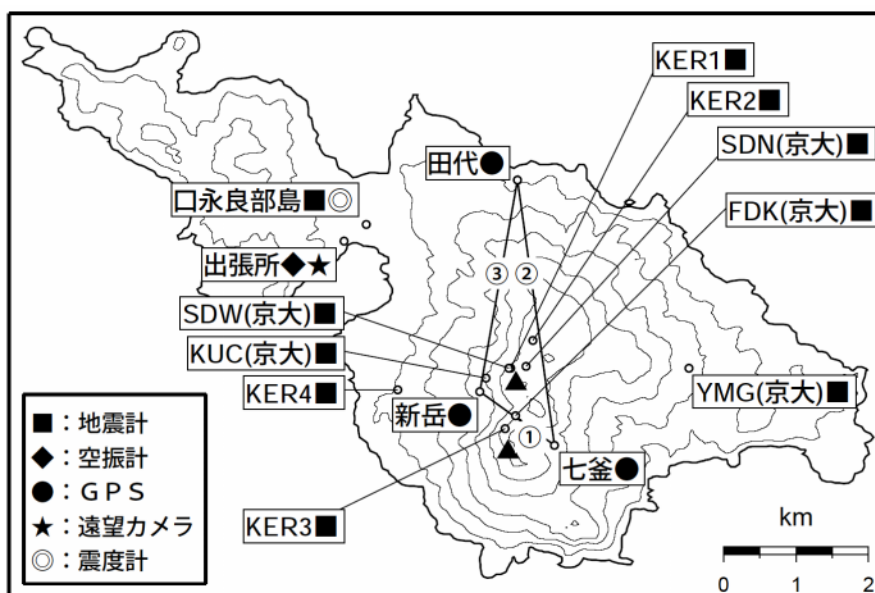 KER1■
KER2■
SDN(京大)■
FDK(京大)■
田代●
口永良部島■◎
出張所◆★
③
②
SDW(京大)■
KUC(京大)■
KER4■
新岳●
YMG(京大)■
①
七釜●
KER3■
■:地震計
◆:空振計
●:GPS
★:遠望カメラ
◎:震度計
km
0 1 2